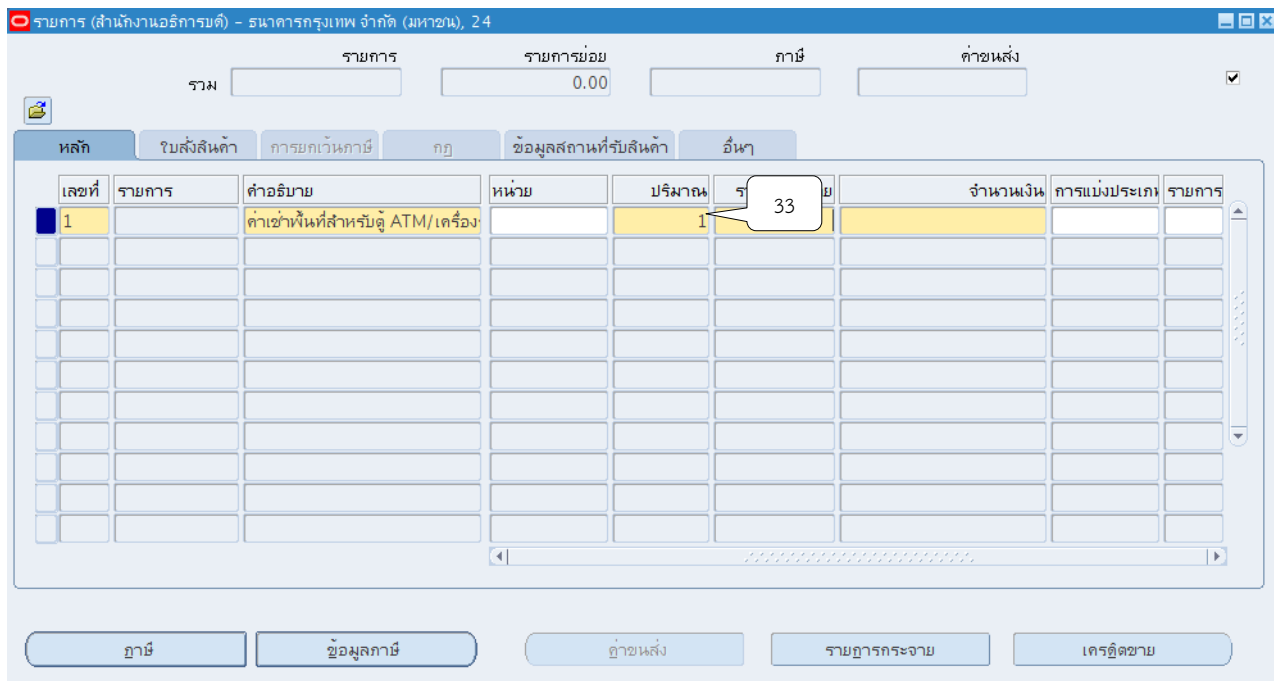 รายการ (สำนักงานอธิการบดี) – ธนาคารกรุงเทพ จำกัด (มหาชน), 24
รายการ รายการย่อย ภาษี ค่าขนส่ง
รวม 0.00
หลัก ใบสั่งสินค้า การยกเว้นภาษี กฎ ข้อมูลสถานที่รับสินค้า อื่นๆ
เลขที่ รายการ คำอธิบาย หน่วย ปริมาณ จำนวนเงิน การแบ่งประเภ รายการ
33
1 ค่าเช่าพื้นที่สำหรับตู้ ATM/เครื่อง 1
ภาษี ข้อมูลภาษี ค่าขนส่ง รายการกระจาย เครดิตขาย